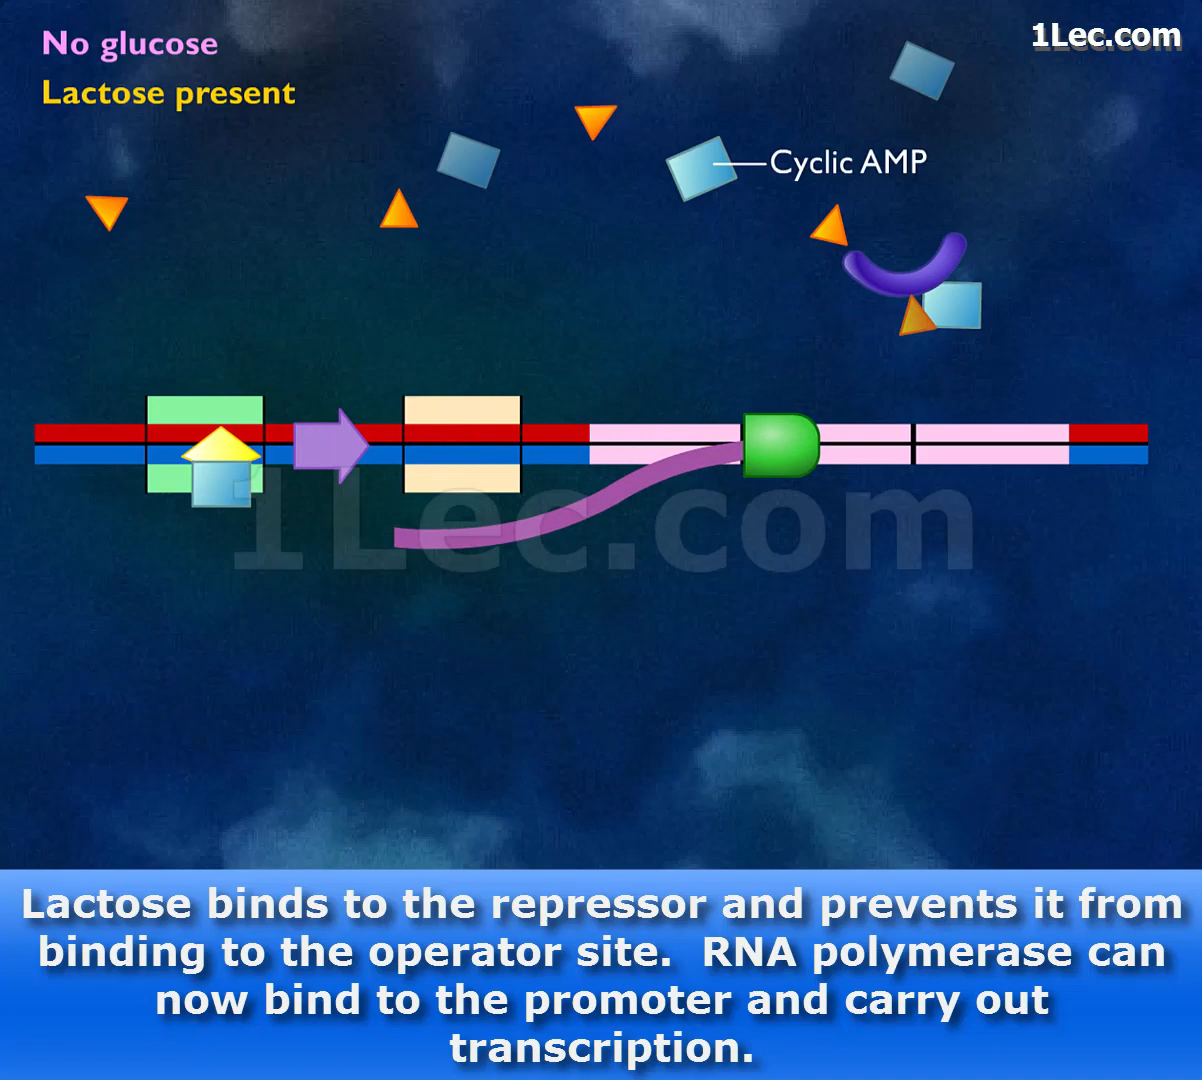 No glucose
1Lec.com
Lactose present
Cyclic AMP
1Lec.com
Lactose binds to the repressor and prevents it from
binding to the operator site.  RNA polymerase can
now bind to the promoter and carry out
transcription.